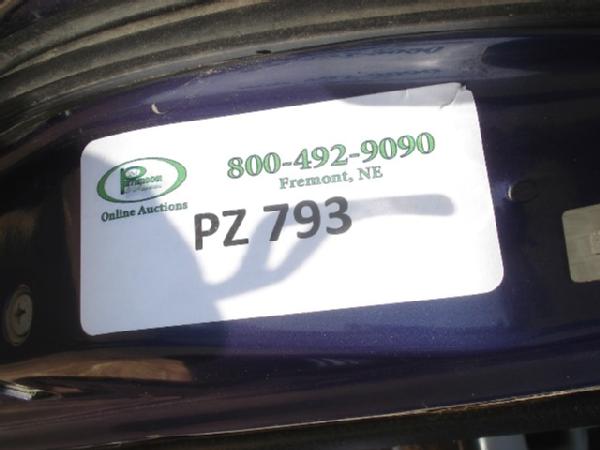 800-492-9090
Fremont, NE
Online Auctions
PZ 793